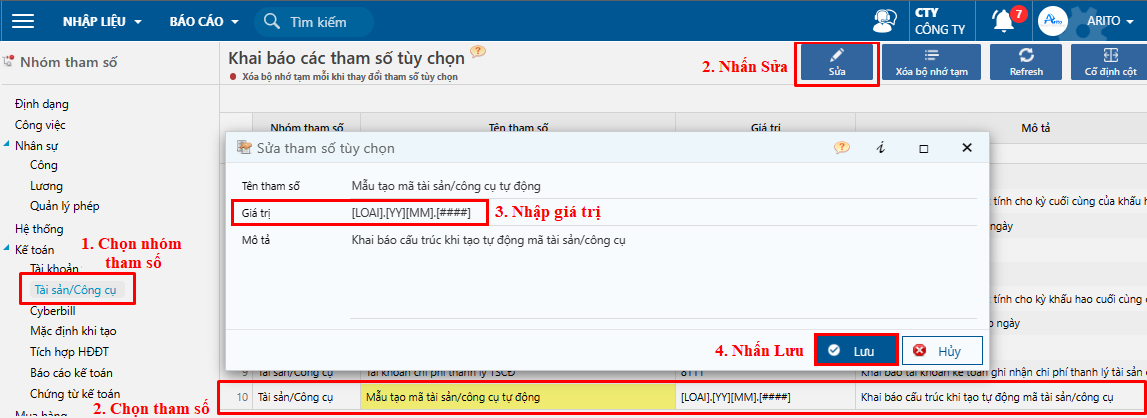 NHẬP LIỆU
BÁO CÁO
Tìm kiếm
CTY
CÔNG TY
7
Arito
ARITO
Nhóm tham số
Khai báo các tham số tùy chọn
Xóa bộ nhớ tạm mỗi khi thay đổi tham số tùy chọn
2. Nhấn Sửa
Sửa
Xóa bộ nhớ tạm
Refresh
Cố định cột
Định dạng
Công việc
Nhân sự
Công
Lương
Quản lý phép
Hệ thống
Kế toán
Tài khoản
Tài sản/Công cụ
Cyberbill
Mặc định khi tạo
Tích hợp HĐĐT
Báo cáo kế toán
Chứng từ kế toán
Mua hàng
1. Chọn nhóm
tham số
2. Chọn tham số
Nhóm tham số
Tên tham số
Giá trị
Mô tả
Sửa tham số tùy chọn
Tên tham số
Mẫu tạo mã tài sản/công cụ tự động
Giá trị
[LOAI].[YY][MM].[####]
3. Nhập giá trị
Mô tả
Khai báo cấu trúc khi tạo tự động mã tài sản/công cụ
4. Nhấn Lưu
Lưu
Hủy
tính cho kỳ cuối cùng của khấu h
ngày
tính cho kỳ khấu hao cuối cùng
ngày
9 Tài sản/Công cụ Tài khoản chi phí thanh lý TSCĐ 8111 Khai báo tài khoản kế toán ghi nhận chi phí thanh lý tài sản
10 Tài sản/Công cụ Mẫu tạo mã tài sản/công cụ tự động [LOAI].[YY][MM].[####] Khai báo cấu trúc khi tạo tự động mã tài sản/công cụ